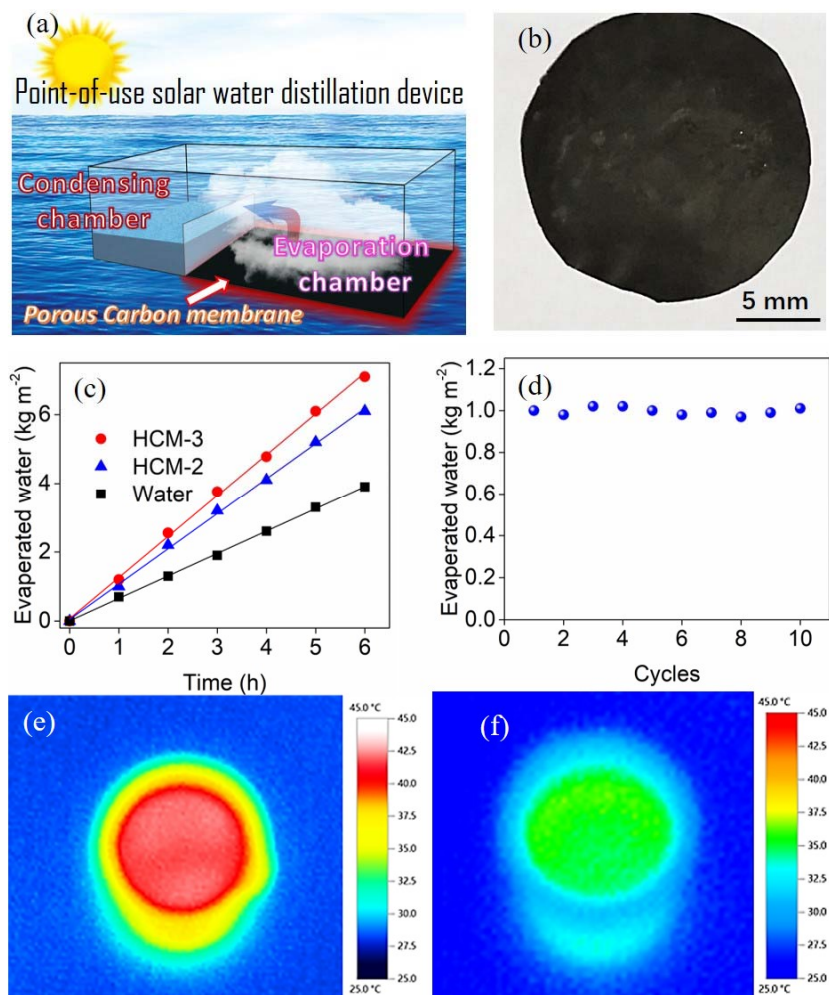 (a)
Point-of-use solar water distillation device
Condensing
chamber
Evaporation
chamber
Porous Carbon membrane
(b)
5 mm
(c)
Evaperated water (kg m⁻²)
6
4
2
0
HCM-3
HCM-2
Water
0 1 2 3 4 5 6
Time (h)
(d)
Evaperated water (kg m⁻²)
1.2
1.0
0.8
0.6
0.4
0.2
0.0
0 2 4 6 8 10
Cycles
(e)
45.0 °C
45.0
42.5
40.0
37.5
35.0
32.5
30.0
27.5
25.0
25.0 °C
(f)
45.0 °C
45.0
42.5
40.0
37.5
35.0
32.5
30.0
27.5
25.0
25.0 °C